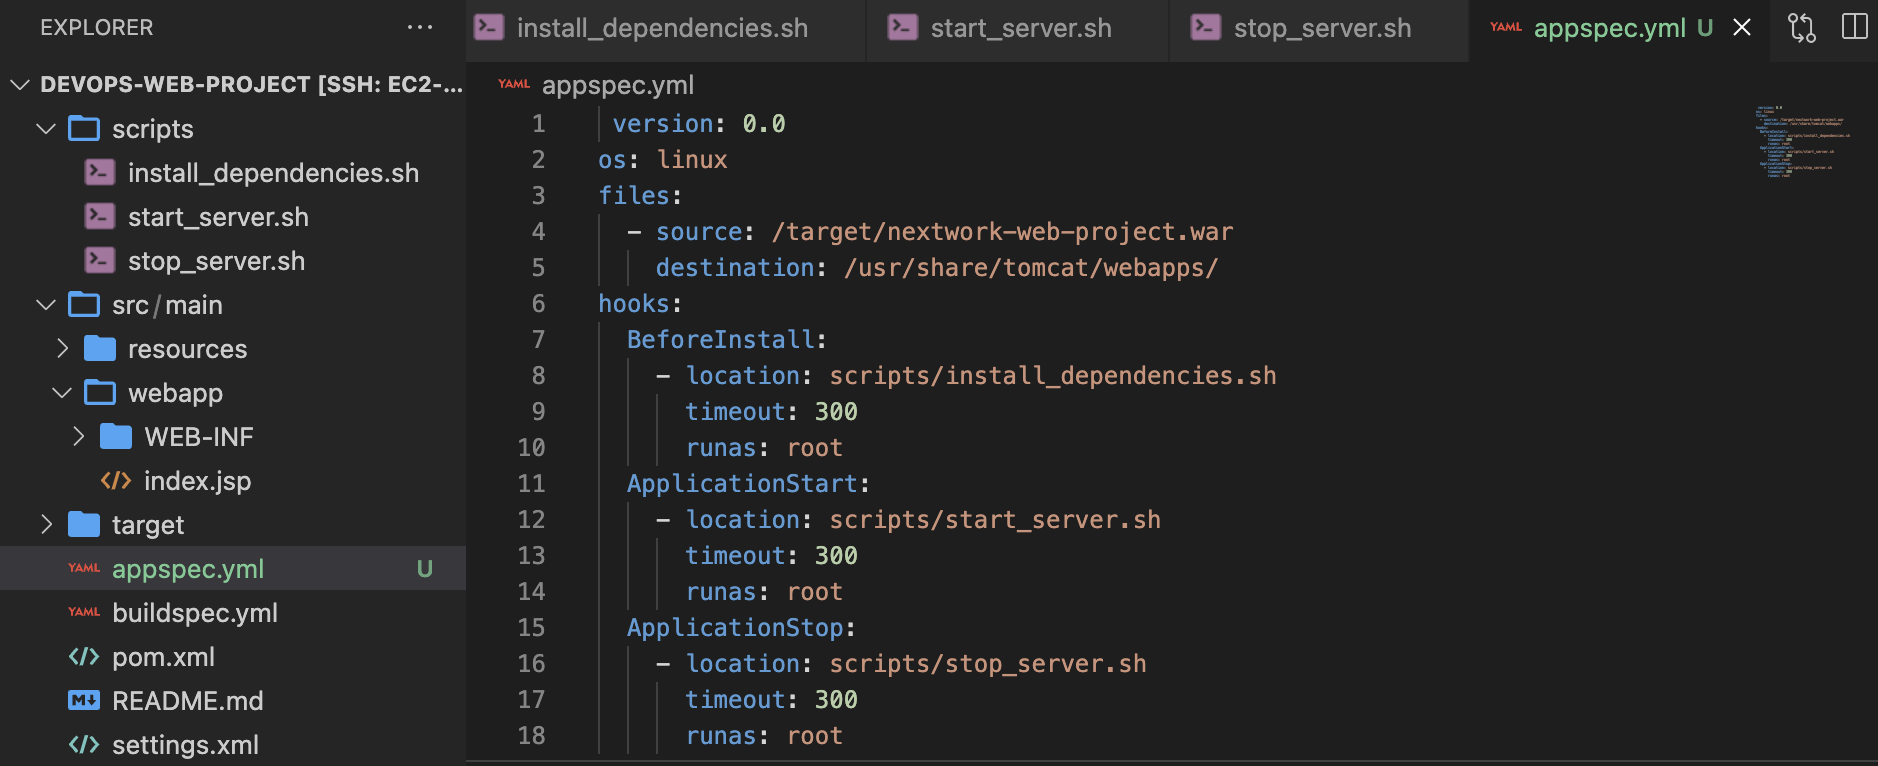 EXPLORER ...
DEVOPS-WEB-PROJECT [SSH: EC2-...
scripts
install_dependencies.sh
start_server.sh
stop_server.sh
src/main
resources
webapp
WEB-INF
index.jsp
target
YAML appspec.yml U
YAML buildspec.yml
pom.xml
README.md
settings.xml
install_dependencies.sh start_server.sh stop_server.sh YAML appspec.yml U
YAML appspec.yml
1 version: 0.0
2 os: linux
3 files:
4 - source: /target/nextwork-web-project.war
5 destination: /usr/share/tomcat/webapps/
6 hooks:
7 BeforeInstall:
8 - location: scripts/install_dependencies.sh
9 timeout: 300
10 runas: root
11 ApplicationStart:
12 - location: scripts/start_server.sh
13 timeout: 300
14 runas: root
15 ApplicationStop:
16 - location: scripts/stop_server.sh
17 timeout: 300
18 runas: root